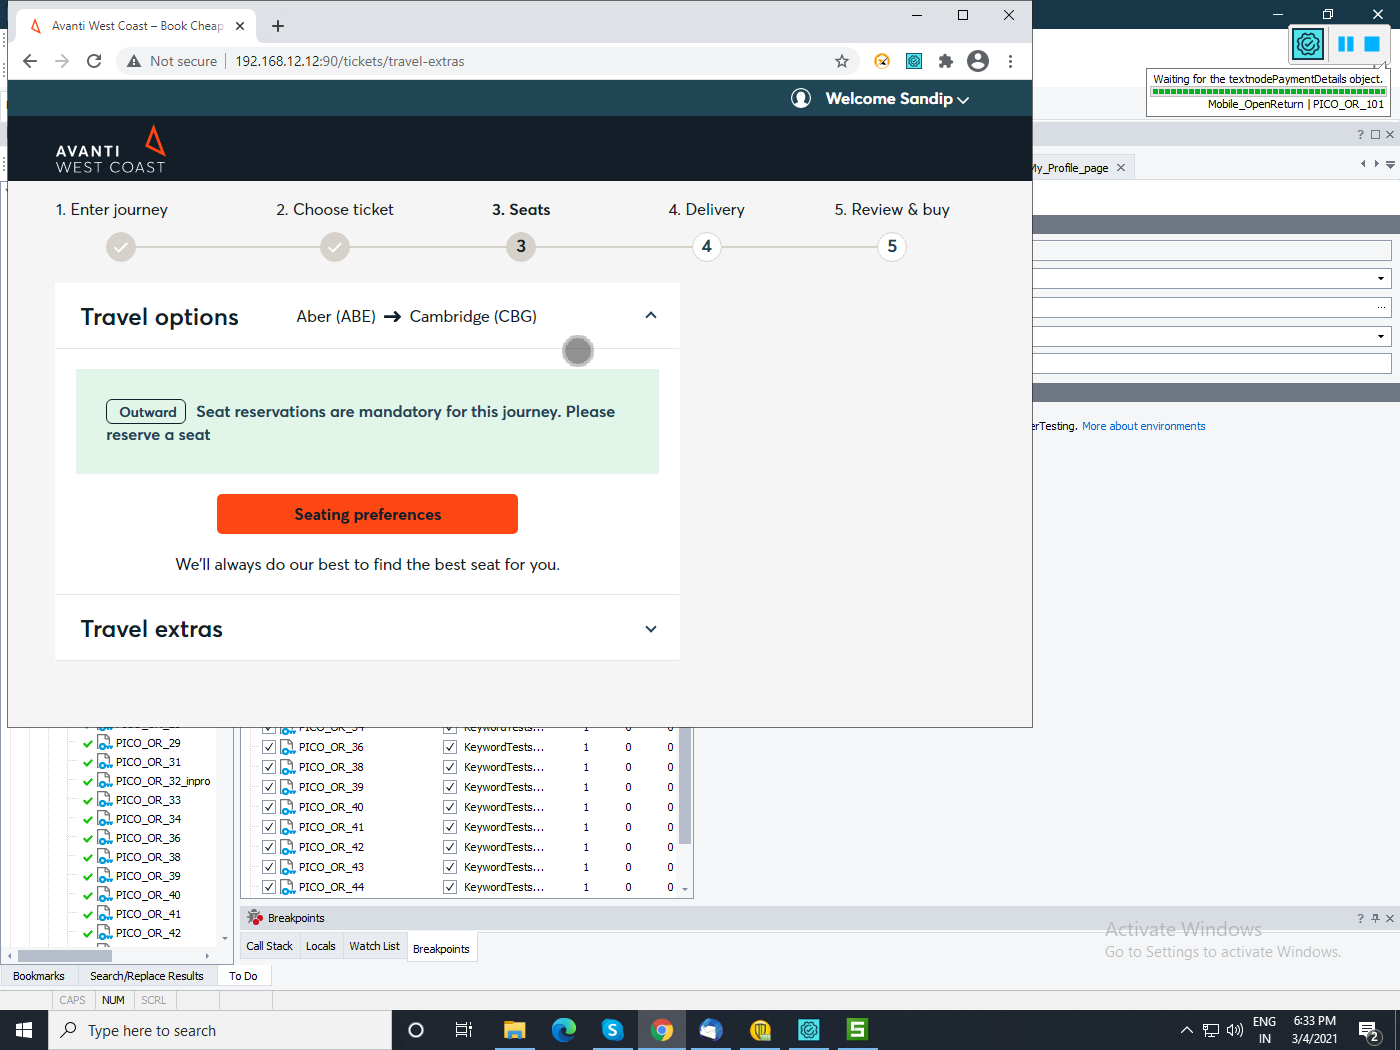 Avanti West Coast – Book Cheap
Not secure
192.168.12.12:90/tickets/travel-extras
Waiting for the textnodePaymentDetails object.
Mobile_OpenReturn | PICO_OR_101
Welcome Sandip
AVANTI
WEST COAST
My_Profile_page
1. Enter journey
2. Choose ticket
3. Seats
4. Delivery
5. Review & buy
3
4
5
Travel options
Aber (ABE) → Cambridge (CBG)
Outward Seat reservations are mandatory for this journey. Please
reserve a seat
Seating preferences
We'll always do our best to find the best seat for you.
Travel extras
erTesting. More about environments
PICO_OR_29
PICO_OR_31
PICO_OR_32_inpro
PICO_OR_33
PICO_OR_34
PICO_OR_36
PICO_OR_38
PICO_OR_39
PICO_OR_40
PICO_OR_41
PICO_OR_42
PICO_OR_34 KeywordTests... 1 0 0
PICO_OR_36 KeywordTests... 1 0 0
PICO_OR_38 KeywordTests... 1 0 0
PICO_OR_39 KeywordTests... 1 0 0
PICO_OR_40 KeywordTests... 1 0 0
PICO_OR_41 KeywordTests... 1 0 0
PICO_OR_42 KeywordTests... 1 0 0
PICO_OR_43 KeywordTests... 1 0 0
PICO_OR_44 KeywordTests... 1 0 0
Breakpoints
Call Stack
Locals
Watch List
Breakpoints
Activate Windows
Go to Settings to activate Windows.
Bookmarks
Search/Replace Results
To Do
CAPS
NUM
SCRL
Type here to search
ENG
IN
6:33 PM
3/4/2021
2